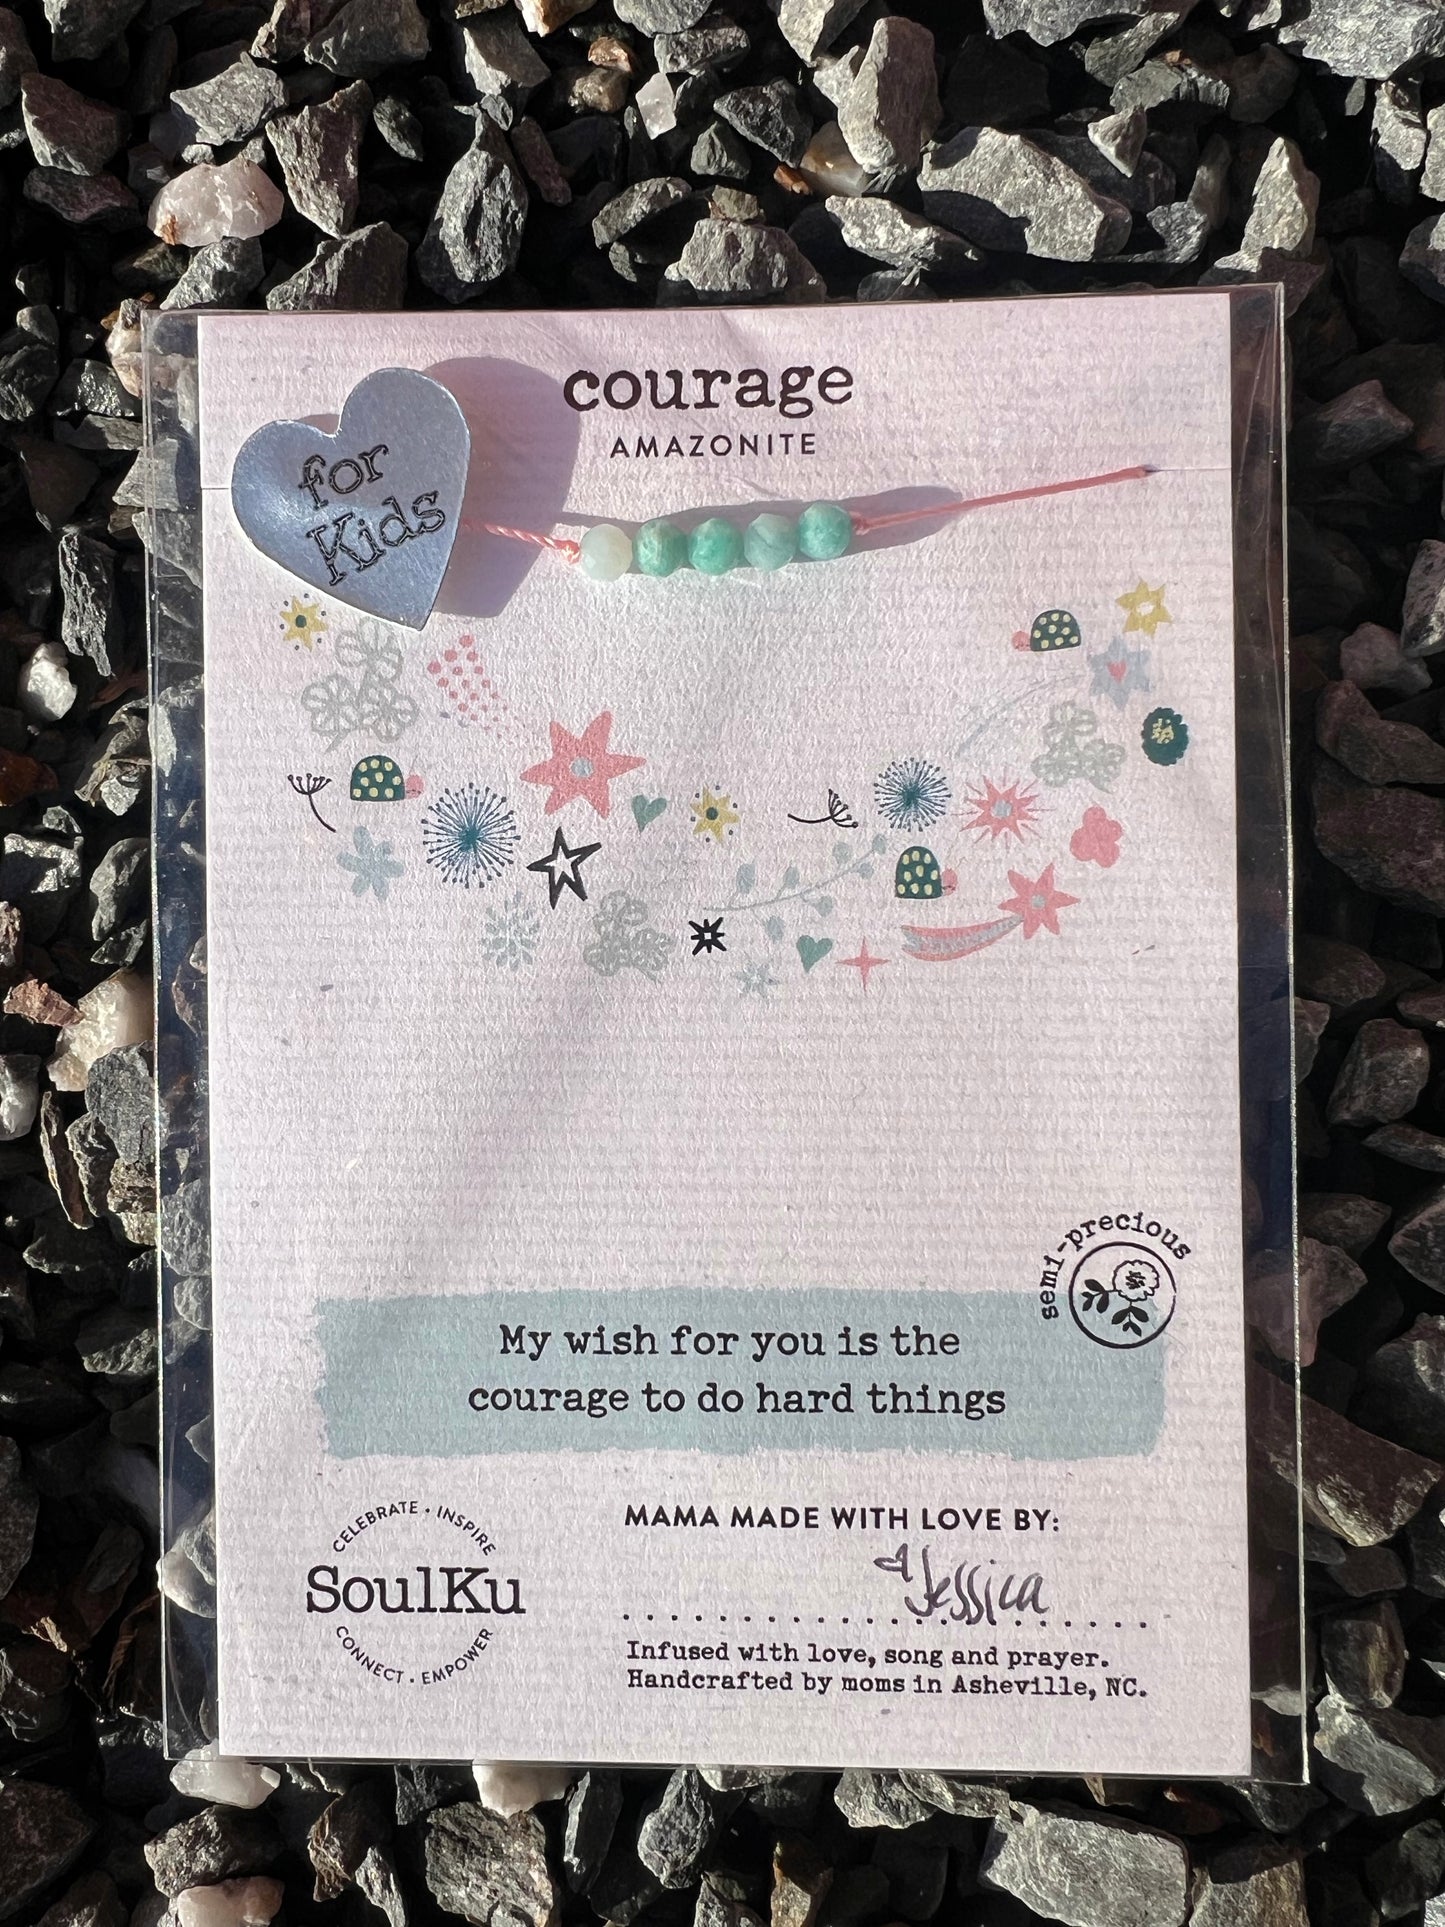 courage
AMAZONITE
for
Kids
semi-precious
My wish for you is the
courage to do hard things
CELEBRATE · INSPIRE
SoulKu
CONNECT · EMPOWER
MAMA MADE WITH LOVE BY:
Jessica
Infused with love, song and prayer.
Handcrafted by moms in Asheville, NC.